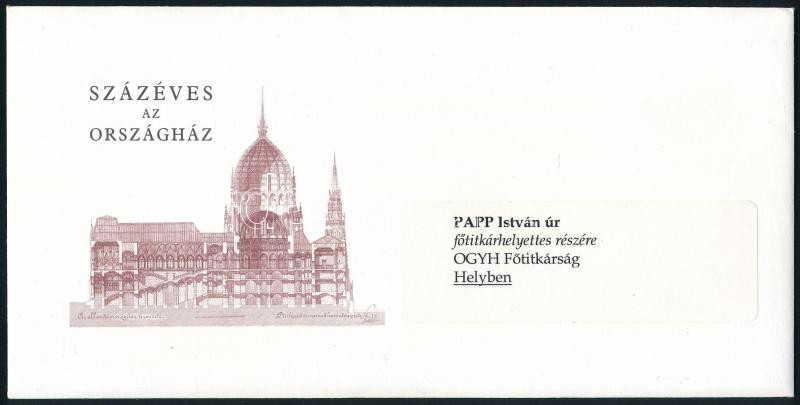 SZÁZÉVES
AZ
ORSZÁGHÁZ
PAPP István úr
főtitkárhelyettes részére
OGYH Főtitkárság
Helyben